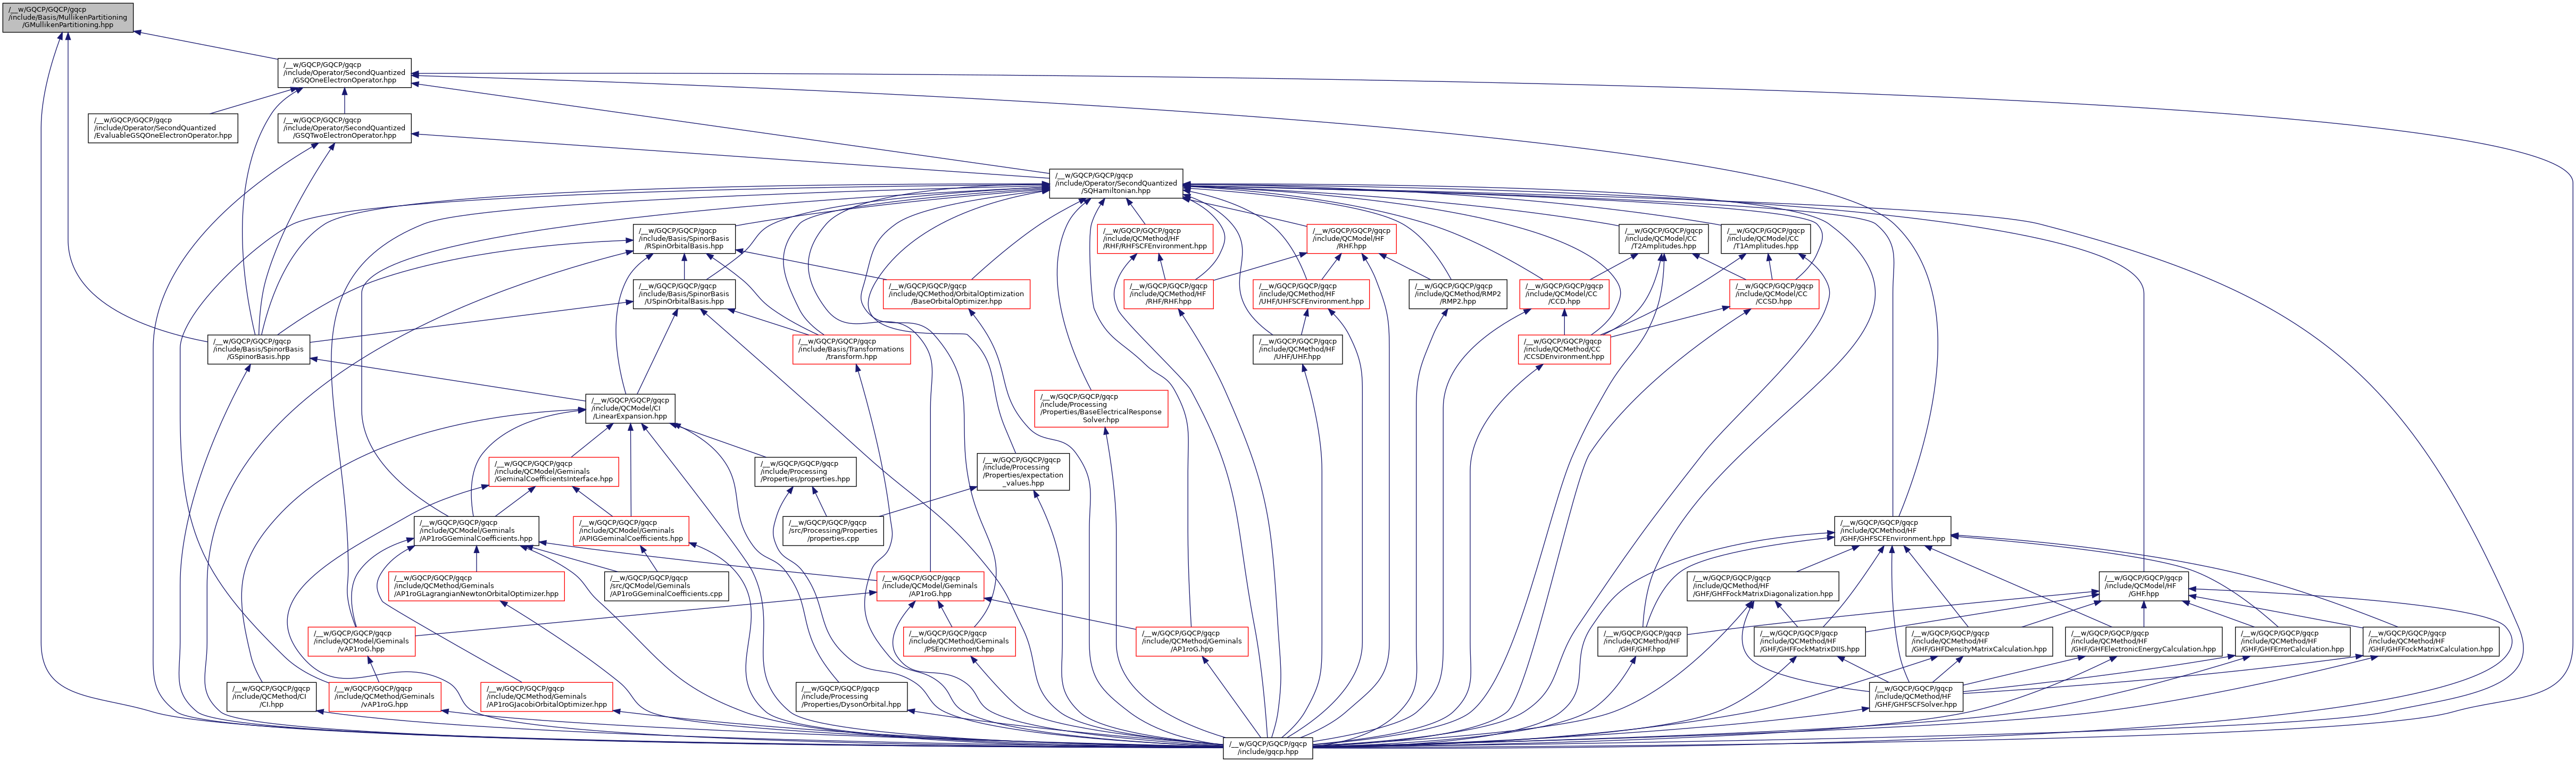 /__w/GQCP/GQCP/gqcp
/include/Basis/MullikenPartitioning
/GMullikenPartitioning.hpp
/__w/GQCP/GQCP/gqcp
/include/Operator/SecondQuantized
/GSQOneElectronOperator.hpp
/__w/GQCP/GQCP/gqcp
/include/Operator/SecondQuantized
/EvaluableGSQOneElectronOperator.hpp
/__w/GQCP/GQCP/gqcp
/include/Operator/SecondQuantized
/GSQTwoElectronOperator.hpp
/__w/GQCP/GQCP/gqcp
/include/Operator/SecondQuantized
/SQHamiltonian.hpp
/__w/GQCP/GQCP/gqcp
/include/Basis/SpinorBasis
/RSpinOrbitalBasis.hpp
/__w/GQCP/GQCP/gqcp
/include/QCMethod/HF
/RHF/RHFSCFEnvironment.hpp
/__w/GQCP/GQCP/gqcp
/include/QCModel/HF
/RHF.hpp
/__w/GQCP/GQCP/gqcp
/include/QCModel/CC
/T2Amplitudes.hpp
/__w/GQCP/GQCP/gqcp
/include/QCModel/CC
/T1Amplitudes.hpp
/__w/GQCP/GQCP/gqcp
/include/Basis/SpinorBasis
/USpinOrbitalBasis.hpp
/__w/GQCP/GQCP/gqcp
/include/QCMethod/OrbitalOptimization
/BaseOrbitalOptimizer.hpp
/__w/GQCP/GQCP/gqcp
/include/QCMethod/HF
/RHF/RHF.hpp
/__w/GQCP/GQCP/gqcp
/include/QCMethod/HF
/UHF/UHFSCFEnvironment.hpp
/__w/GQCP/GQCP/gqcp
/include/QCMethod/RMP2
/RMP2.hpp
/__w/GQCP/GQCP/gqcp
/include/QCModel/CC
/CCD.hpp
/__w/GQCP/GQCP/gqcp
/include/QCModel/CC
/CCSD.hpp
/__w/GQCP/GQCP/gqcp
/include/Basis/SpinorBasis
/GSpinorBasis.hpp
/__w/GQCP/GQCP/gqcp
/include/Basis/Transformations
/transform.hpp
/__w/GQCP/GQCP/gqcp
/include/QCMethod/HF
/UHF/UHF.hpp
/__w/GQCP/GQCP/gqcp
/include/QCMethod/CC
/CCSDEnvironment.hpp
/__w/GQCP/GQCP/gqcp
/include/QCModel/CI
/LinearExpansion.hpp
/__w/GQCP/GQCP/gqcp
/include/Processing
/Properties/BaseElectricalResponse
Solver.hpp
/__w/GQCP/GQCP/gqcp
/include/QCModel/Geminals
/GeminalCoefficientsInterface.hpp
/__w/GQCP/GQCP/gqcp
/include/Processing
/Properties/properties.hpp
/__w/GQCP/GQCP/gqcp
/include/Processing
/Properties/expectation
_values.hpp
/__w/GQCP/GQCP/gqcp
/include/QCModel/Geminals
/AP1roGGeminalCoefficients.hpp
/__w/GQCP/GQCP/gqcp
/include/QCModel/Geminals
/APIGGeminalCoefficients.hpp
/__w/GQCP/GQCP/gqcp
/src/Processing/Properties
/properties.cpp
/__w/GQCP/GQCP/gqcp
/include/QCMethod/HF
/GHF/GHFSCFEnvironment.hpp
/__w/GQCP/GQCP/gqcp
/include/QCMethod/Geminals
/AP1roGLagrangianNewtonOrbitalOptimizer.hpp
/__w/GQCP/GQCP/gqcp
/src/QCModel/Geminals
/AP1roGGeminalCoefficients.cpp
/__w/GQCP/GQCP/gqcp
/include/QCModel/Geminals
/AP1roG.hpp
/__w/GQCP/GQCP/gqcp
/include/QCMethod/HF
/GHF/GHFFockMatrixDiagonalization.hpp
/__w/GQCP/GQCP/gqcp
/include/QCModel/HF
/GHF.hpp
/__w/GQCP/GQCP/gqcp
/include/QCModel/Geminals
/vAP1roG.hpp
/__w/GQCP/GQCP/gqcp
/include/QCMethod/Geminals
/PSEnvironment.hpp
/__w/GQCP/GQCP/gqcp
/include/QCMethod/Geminals
/AP1roG.hpp
/__w/GQCP/GQCP/gqcp
/include/QCMethod/HF
/GHF/GHF.hpp
/__w/GQCP/GQCP/gqcp
/include/QCMethod/HF
/GHF/GHFFockMatrixDIIS.hpp
/__w/GQCP/GQCP/gqcp
/include/QCMethod/HF
/GHF/GHFDensityMatrixCalculation.hpp
/__w/GQCP/GQCP/gqcp
/include/QCMethod/HF
/GHF/GHFElectronicEnergyCalculation.hpp
/__w/GQCP/GQCP/gqcp
/include/QCMethod/HF
/GHF/GHFErrorCalculation.hpp
/__w/GQCP/GQCP/gqcp
/include/QCMethod/HF
/GHF/GHFFockMatrixCalculation.hpp
/__w/GQCP/GQCP/gqcp
/include/QCMethod/CI
/CI.hpp
/__w/GQCP/GQCP/gqcp
/include/QCMethod/Geminals
/vAP1roG.hpp
/__w/GQCP/GQCP/gqcp
/include/QCMethod/Geminals
/AP1roGJacobiOrbitalOptimizer.hpp
/__w/GQCP/GQCP/gqcp
/include/Processing
/Properties/DysonOrbital.hpp
/__w/GQCP/GQCP/gqcp
/include/QCMethod/HF
/GHF/GHFSCFSolver.hpp
/__w/GQCP/GQCP/gqcp
/include/gqcp.hpp